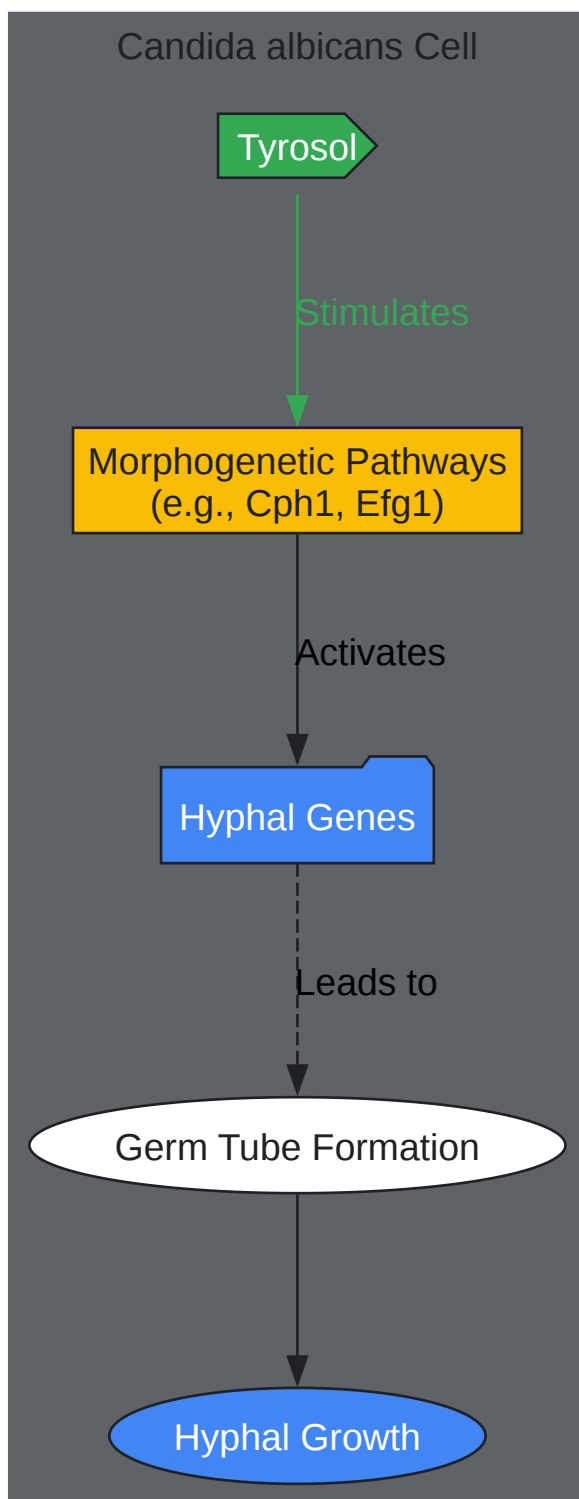 Candida albicans Cell
Tyrosol
Stimulates
Morphogenetic Pathways
(e.g., Cph1, Efg1)
Activates
Hyphal Genes
Leads to
Germ Tube Formation
Hyphal Growth